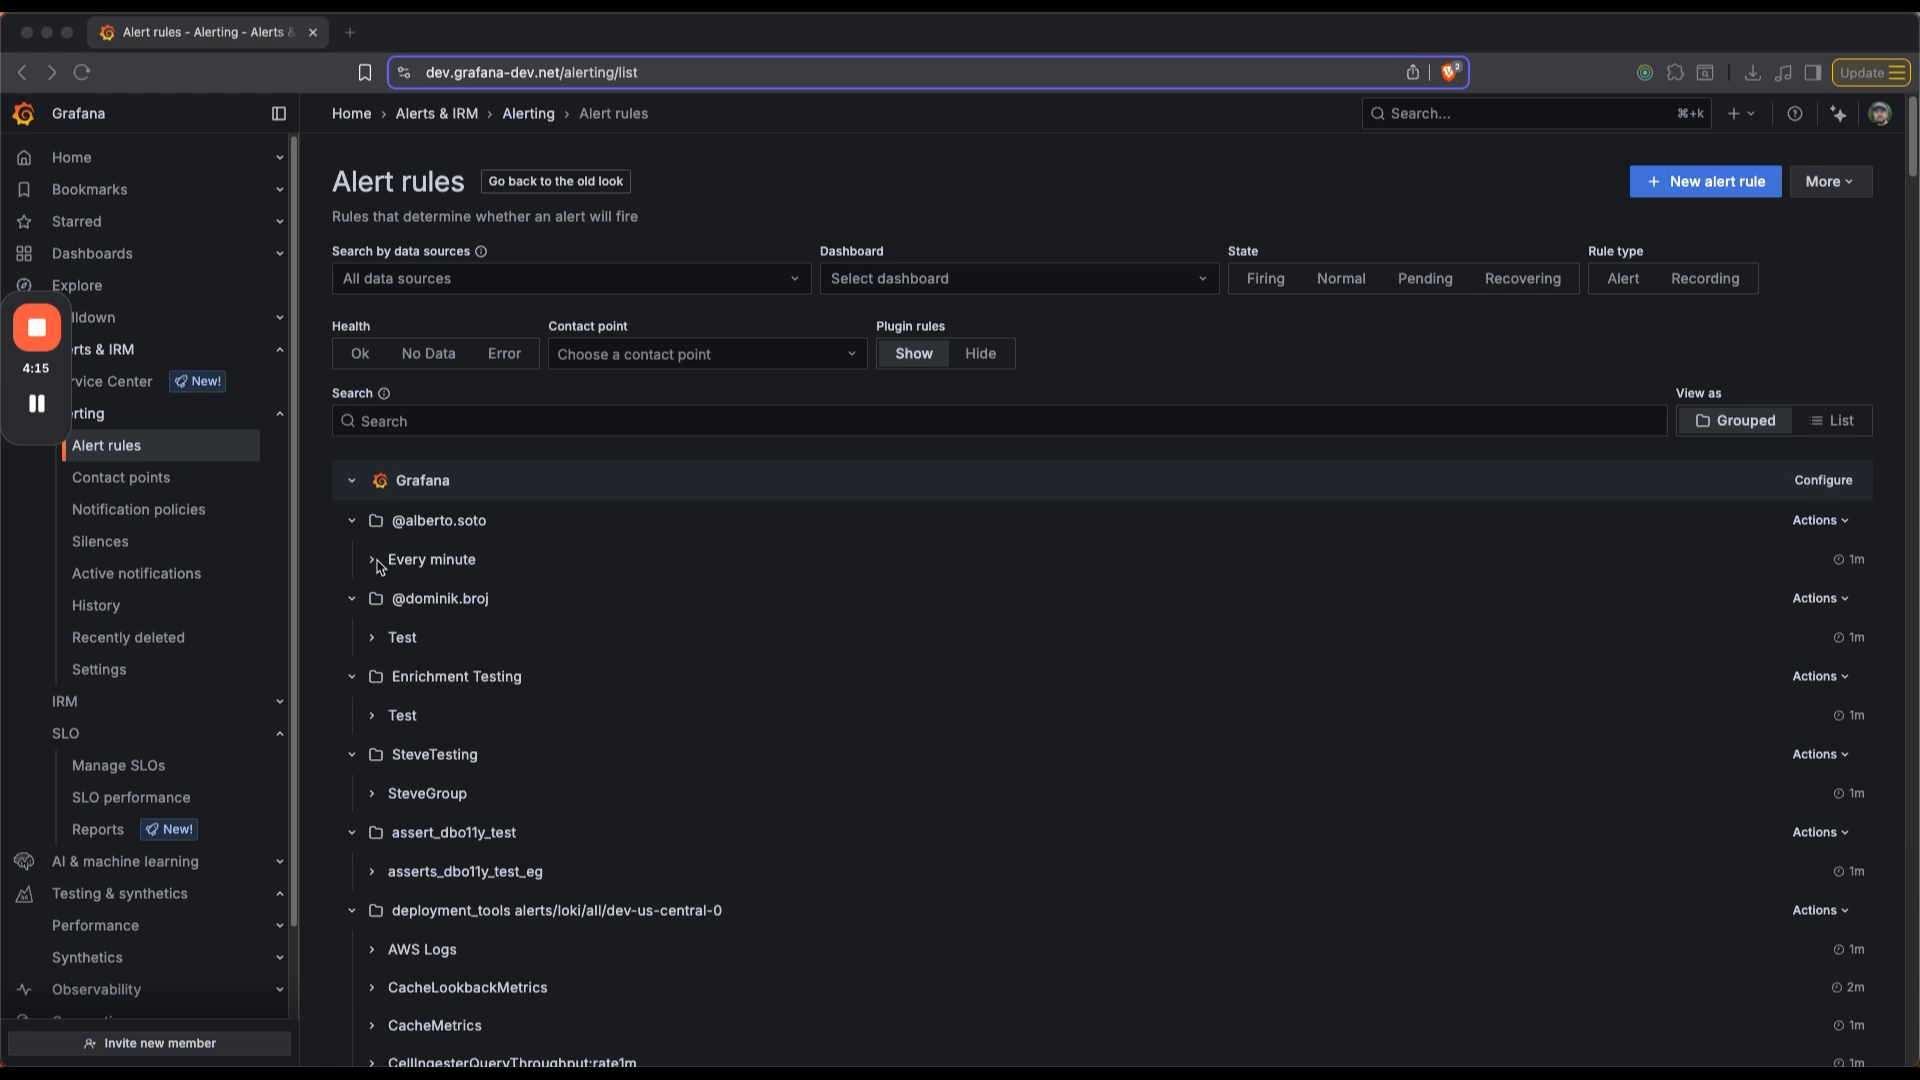 Alert rules - Alerting - Alerts &
dev.grafana-dev.net/alerting/list
2
Update
Grafana
Home
Bookmarks
Starred
Dashboards
Explore
lldown
rts & IRM
rvice Center New!
rting
Alert rules
Contact points
Notification policies
Silences
Active notifications
History
Recently deleted
Settings
IRM
SLO
Manage SLOs
SLO performance
Reports New!
AI & machine learning
Testing & synthetics
Performance
Synthetics
Observability
Invite new member
4:15
Home › Alerts & IRM › Alerting › Alert rules
Search... ⌘+k
Alert rules Go back to the old look
+ New alert rule More
Rules that determine whether an alert will fire
Search by data sources Dashboard State Rule type
All data sources Select dashboard Firing Normal Pending Recovering Alert Recording
Health Contact point Plugin rules
Ok No Data Error Choose a contact point Show Hide
Search View as
Search Grouped List
Grafana Configure
@alberto.soto Actions
Every minute 1m
@dominik.broj Actions
Test 1m
Enrichment Testing Actions
Test 1m
SteveTesting Actions
SteveGroup 1m
assert_dbo11y_test Actions
asserts_dbo11y_test_eg 1m
deployment_tools alerts/loki/all/dev-us-central-0 Actions
AWS Logs 1m
CacheLookbackMetrics 2m
CacheMetrics 1m
CellIngesterQueryThroughput:rate1m 1m